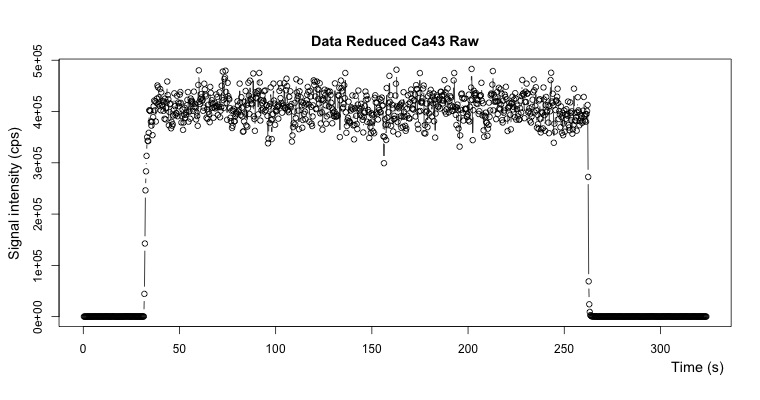 Data Reduced Ca43 Raw
Signal intensity (cps)
5e+05
4e+05
3e+05
2e+05
1e+05
0e+00
0 50 100 150 200 250 300
Time (s)